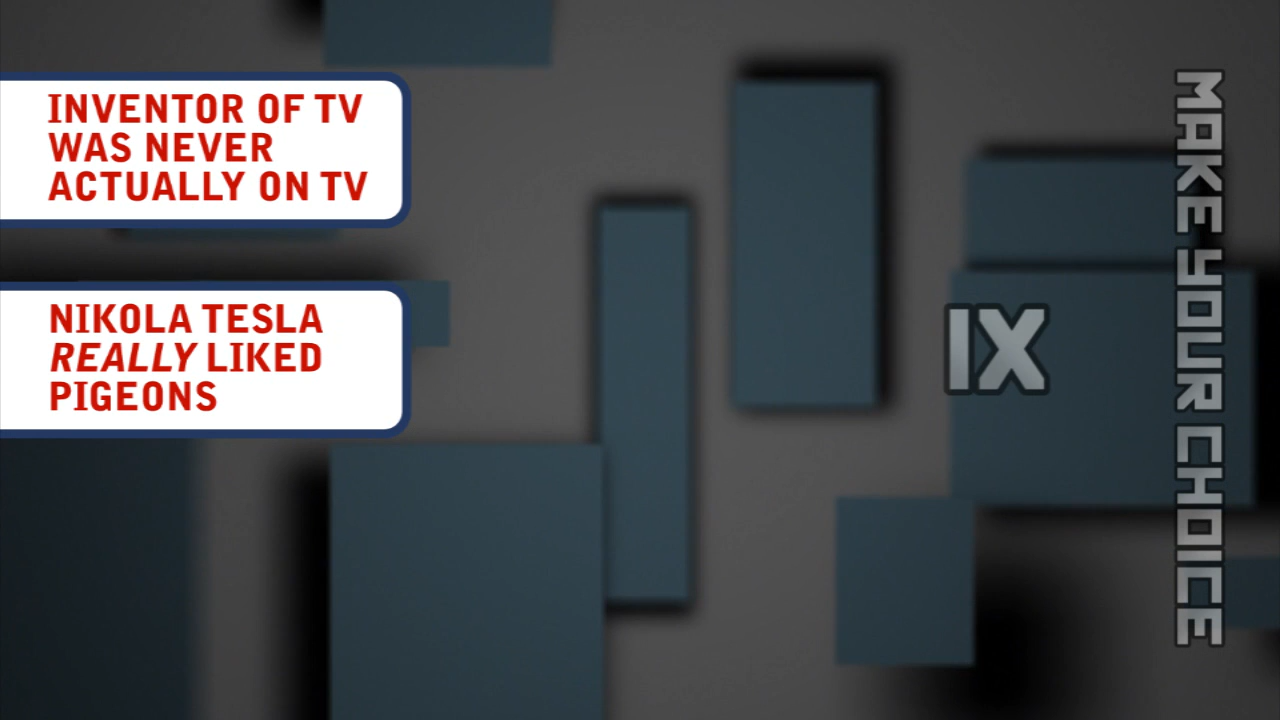 INVENTOR OF TV
WAS NEVER
ACTUALLY ON TV
NIKOLA TESLA
REALLY LIKED
PIGEONS
IX
MAKE YOUR CHOICE